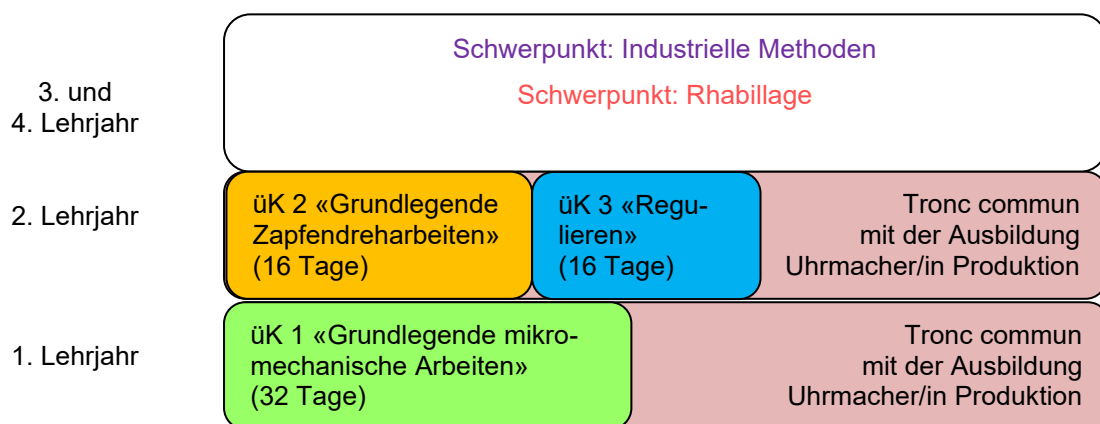 Schwerpunkt: Industrielle Methoden
Schwerpunkt: Rhabillage
3. und
4. Lehrjahr
2. Lehrjahr
üK 2 «Grundlegende
Zapfendreharbeiten»
(16 Tage)
üK 3 «Regu-
lieren»
(16 Tage)
Tronc commun
mit der Ausbildung
Uhrmacher/in Produktion
1. Lehrjahr
üK 1 «Grundlegende mikro-
mechanische Arbeiten»
(32 Tage)
Tronc commun
mit der Ausbildung
Uhrmacher/in Produktion